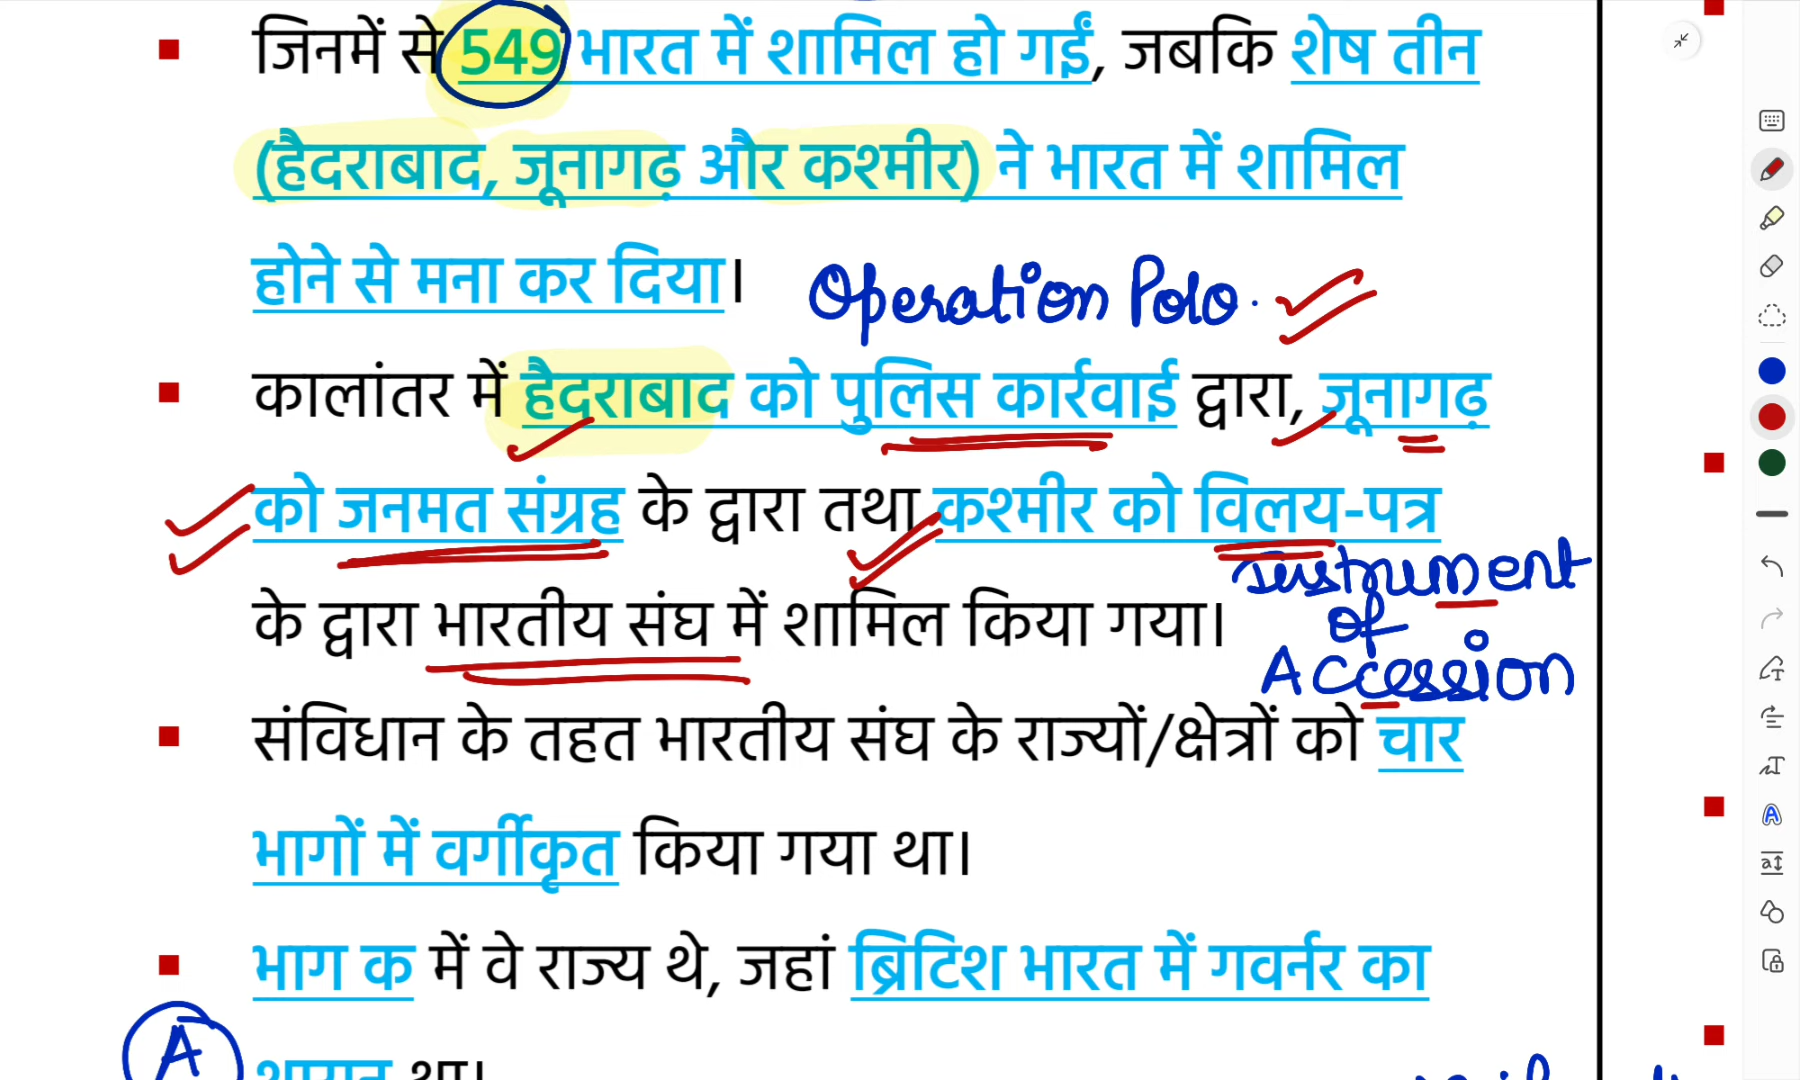 जिनमें से 549 भारत में शामिल हो गईं, जबकि शेष तीन
(हैदराबाद, जूनागढ़ और कश्मीर) ने भारत में शामिल
होने से मना कर दिया।
Operation Polo.
कालांतर में हैदराबाद को पुलिस कार्रवाई द्वारा, जूनागढ़
को जनमत संग्रह के द्वारा तथा कश्मीर को विलय-पत्र
Instrument
of
Accession
के द्वारा भारतीय संघ में शामिल किया गया।
संविधान के तहत भारतीय संघ के राज्यों/क्षेत्रों को चार
भागों में वर्गीकृत किया गया था।
भाग क में वे राज्य थे, जहां ब्रिटिश भारत में गवर्नर का
A
था।